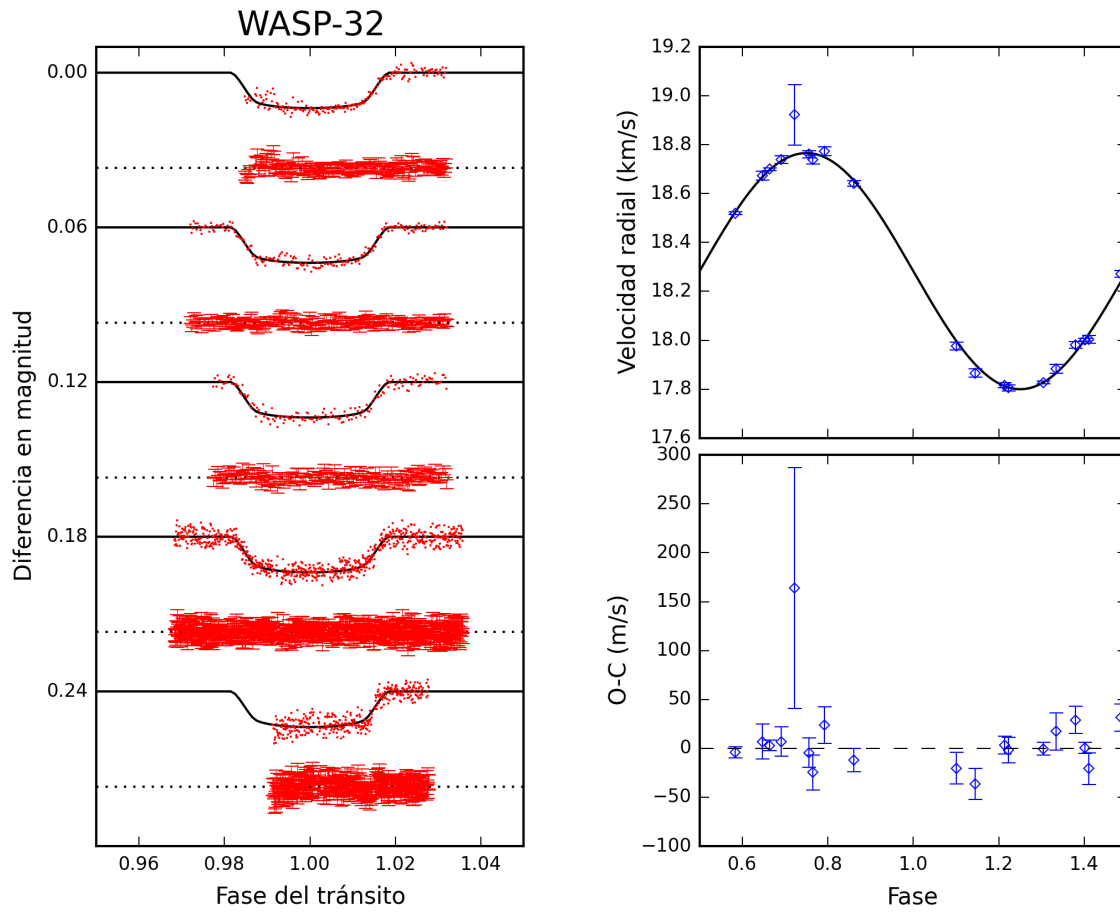 WASP-32
0.00
0.06
0.12
0.18
0.24
Diferencia en magnitud
0.96 0.98 1.00 1.02 1.04
Fase del tránsito
19.2
19.0
18.8
18.6
18.4
18.2
18.0
17.8
17.6
Velocidad radial (km/s)
300
250
200
150
100
50
0
−50
−100
O-C (m/s)
0.6 0.8 1.0 1.2 1.4
Fase